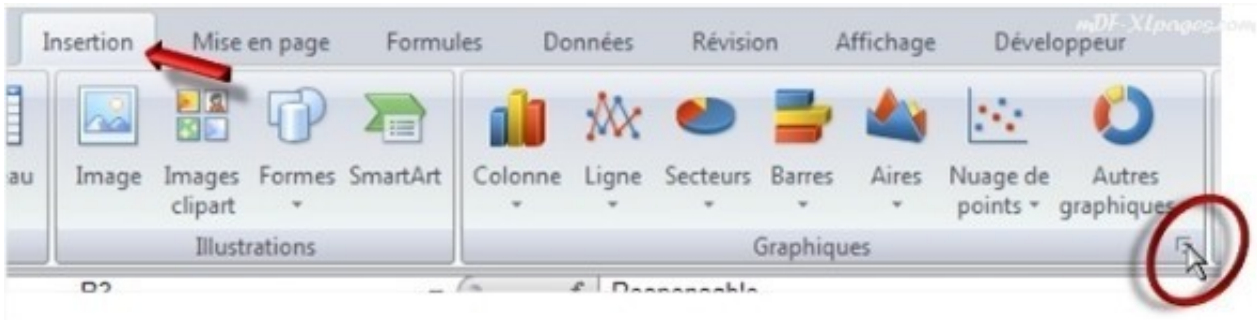 mDF-XLpages.com
Insertion Mise en page Formules Données Révision Affichage Développeur
au Image Images clipart Formes SmartArt Colonne Ligne Secteurs Barres Aires Nuage de points Autres graphiques
Illustrations Graphiques